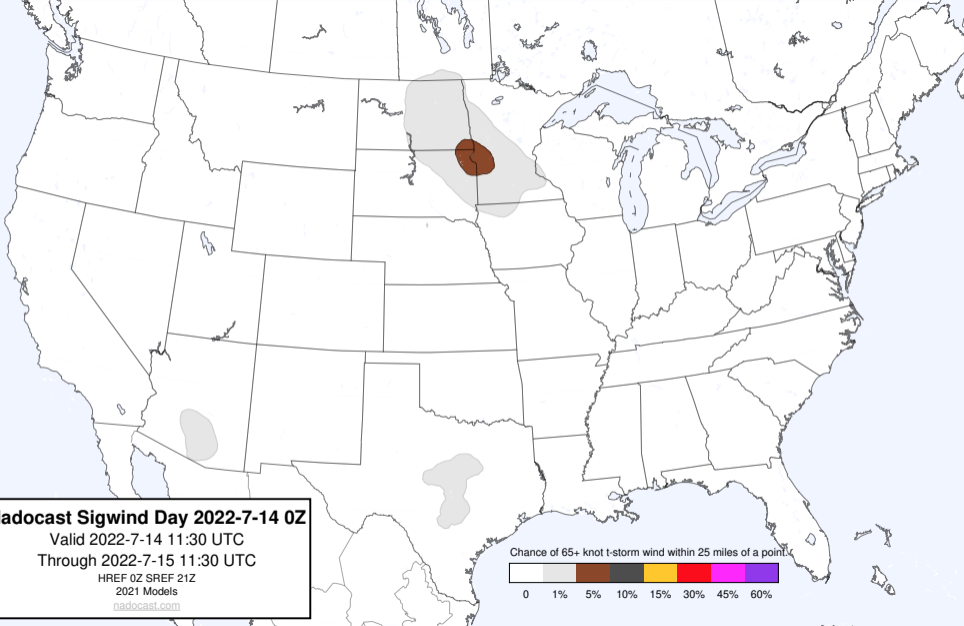 adocast Sigwind Day 2022-7-14 0Z
Valid 2022-7-14 11:30 UTC
Through 2022-7-15 11:30 UTC
HREF 0Z SREF 21Z
2021 Models
nadocast.com
Chance of 65+ knot t-storm wind within 25 miles of a point.
0 1% 5% 10% 15% 30% 45% 60%